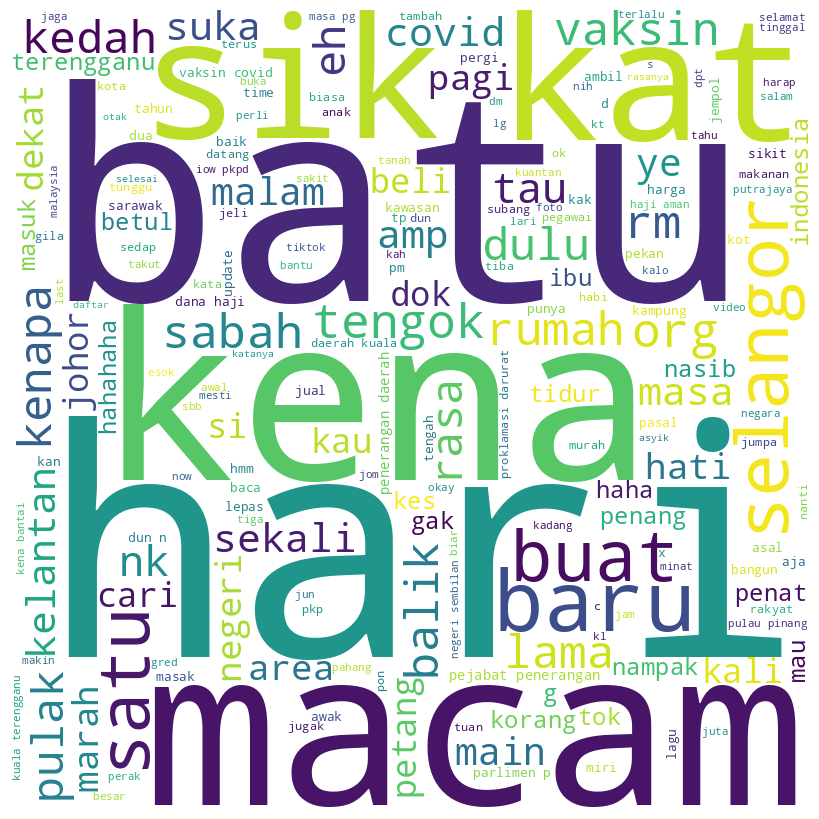 jaga
kedah
suka
sik
eh
masa pg
tambah
terus
covid
kat
vaksin
terlalu
selamat
tinggal
terengganu
vaksin covid
buka
pagi
pergi
ambil
s
rasanya
kota
tahun
time
biasa
dm
nih
dpt
harap
dekat
otak
perli
anak
batu
lg
d
jempol
salam
dua
baik
kt
tahu
indonesia
masuk
malaysia
selesai
datang
tanah
ok
sikit
tunggu
iow pkpd
sakit
kuantan
ye
makanan
sarawak
malam
beli
tau
harga
putrajaya
jeli
kawasan
kak
haji aman
betul
amp
tp
dun
subang
foto
rm
kot
pegawai
gila
sedap
tiktok
lari
dulu
takut
kata
update
bantu
kah
pm
tiba
pekan
selangor
last
dana haji
dok
ibu
kalo
daftar
habi
kenapa
johor
sabah
tengok
punya
kampung
video
hahahaha
katanya
daerah kuala
rumah
org
kena
esok
nasib
awal
mesti
jual
rasa
tidur
masa
negara
sbb
si
penerangan daerah
proklamasi darurat
pasal
jumpa
kau
tengah
murah
asyik
kan
hmm
now
jom
hati
kelantan
baca
okay
haha
nanti
kena bantai
lepas
kes
tiga
gak
penang
asal
hari
dun n
nk
sekali
biar
kadang
x
aja
buat
minat
bangun
cari
negeri
balik
negeri sembilan
jun
pkp
baru
c
jam
penat
rakyat
kl
pulau pinang
satu
lama
makin
gred
area
pahang
pon
pejabat penerangan
nampak
kali
mau
pulak
masak
kuala terengganu
marah
macam
petang
g
korang
tok
jugak
awak
tuan
lagu
juta
main
perak
parlimen p
miri
besar